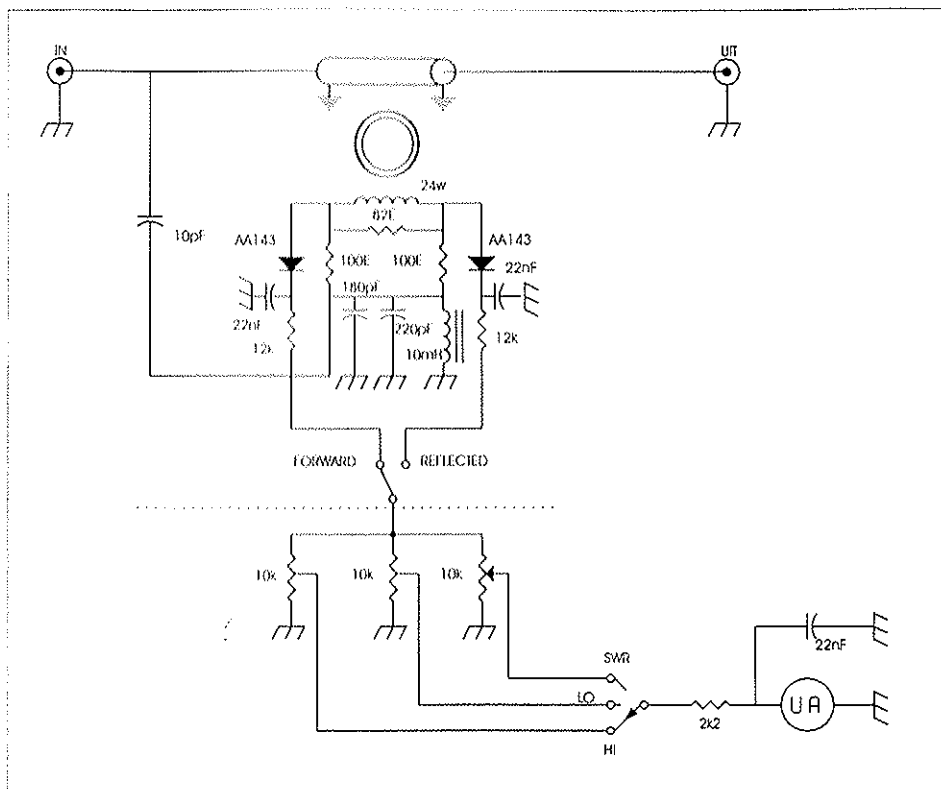 IN
UIT
24w
82E
10pF
AA143
AA143
22nF
100E
100E
180pF
22nF
220pF
12k
10mH
12k
FORWARD
REFLECTED
10k
10k
10k
SWR
22nF
LO
UA
2k2
HI